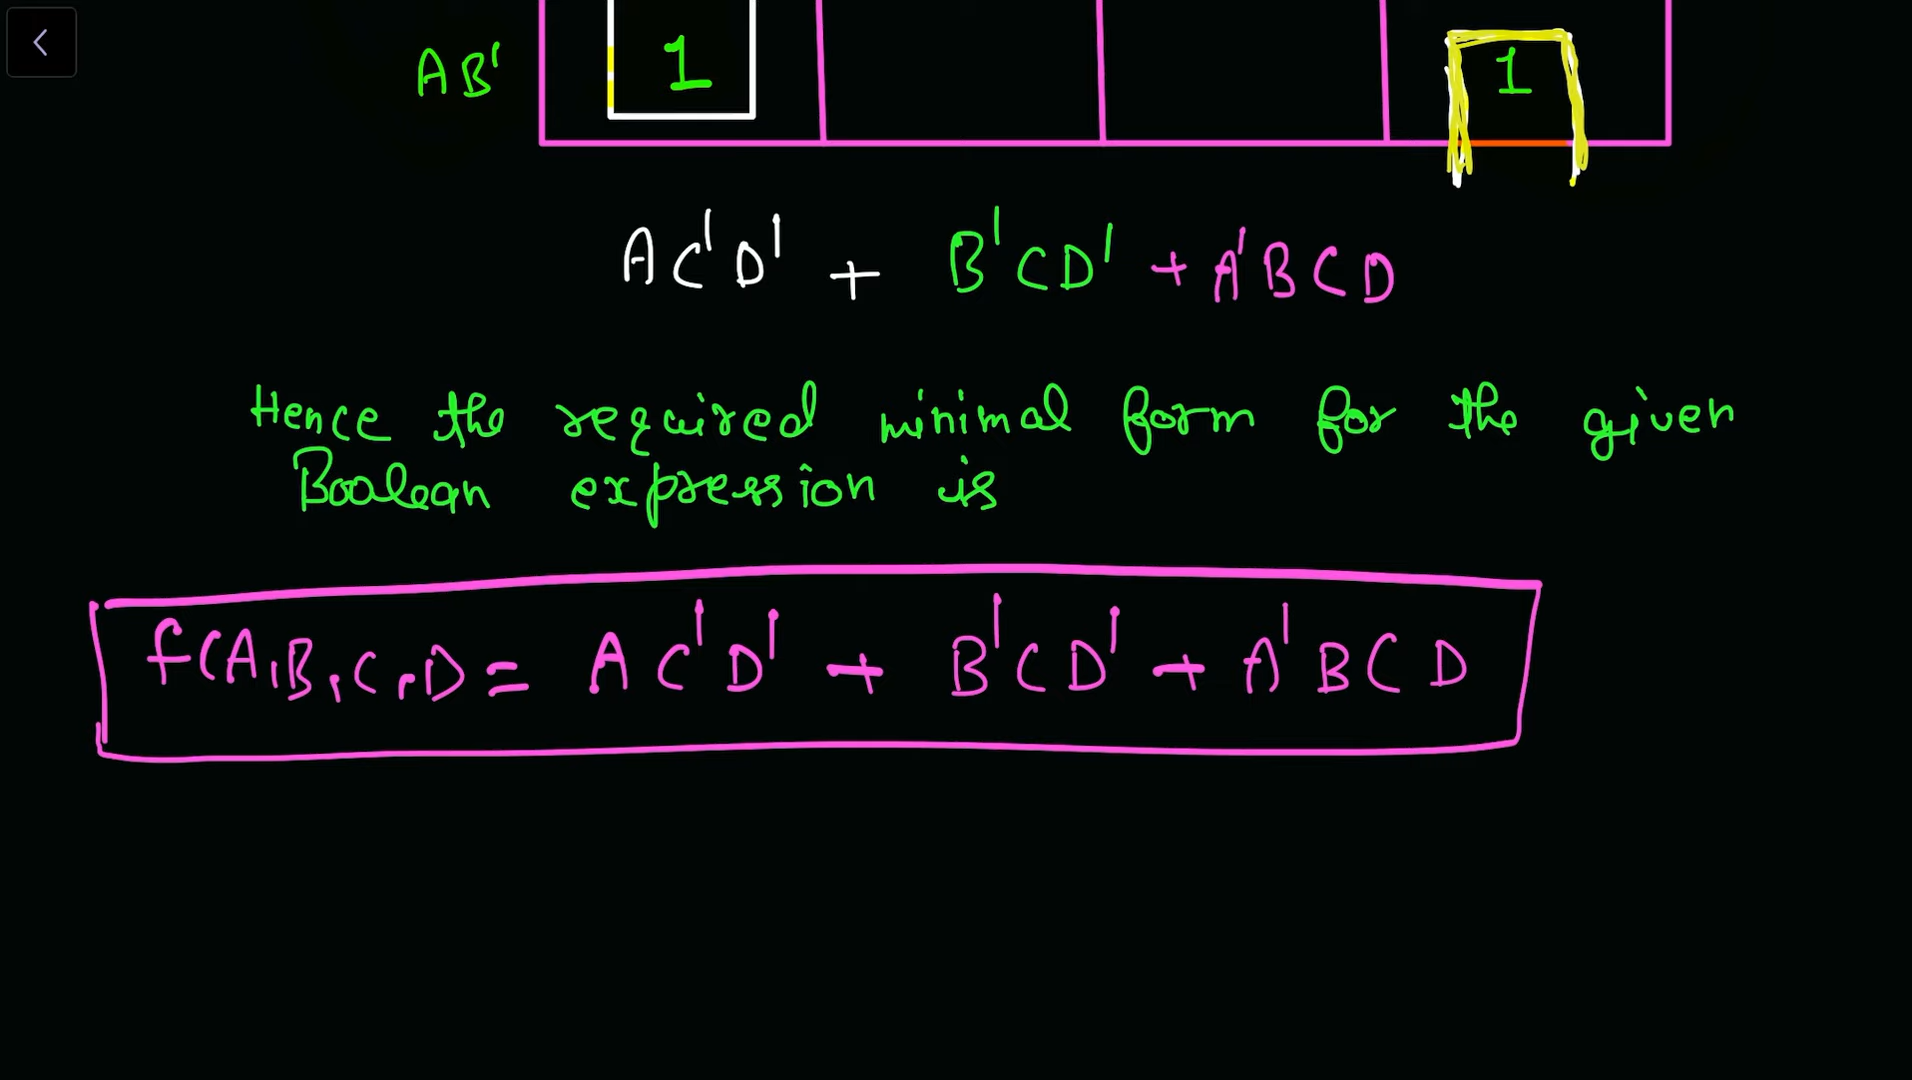 AB' 1 1
AC'D' + B'CD' + A'BCD
Hence the required minimal form for the given
Boolean expression is
f(A,B,C,D = AC'D' + B'CD' + A'BCD